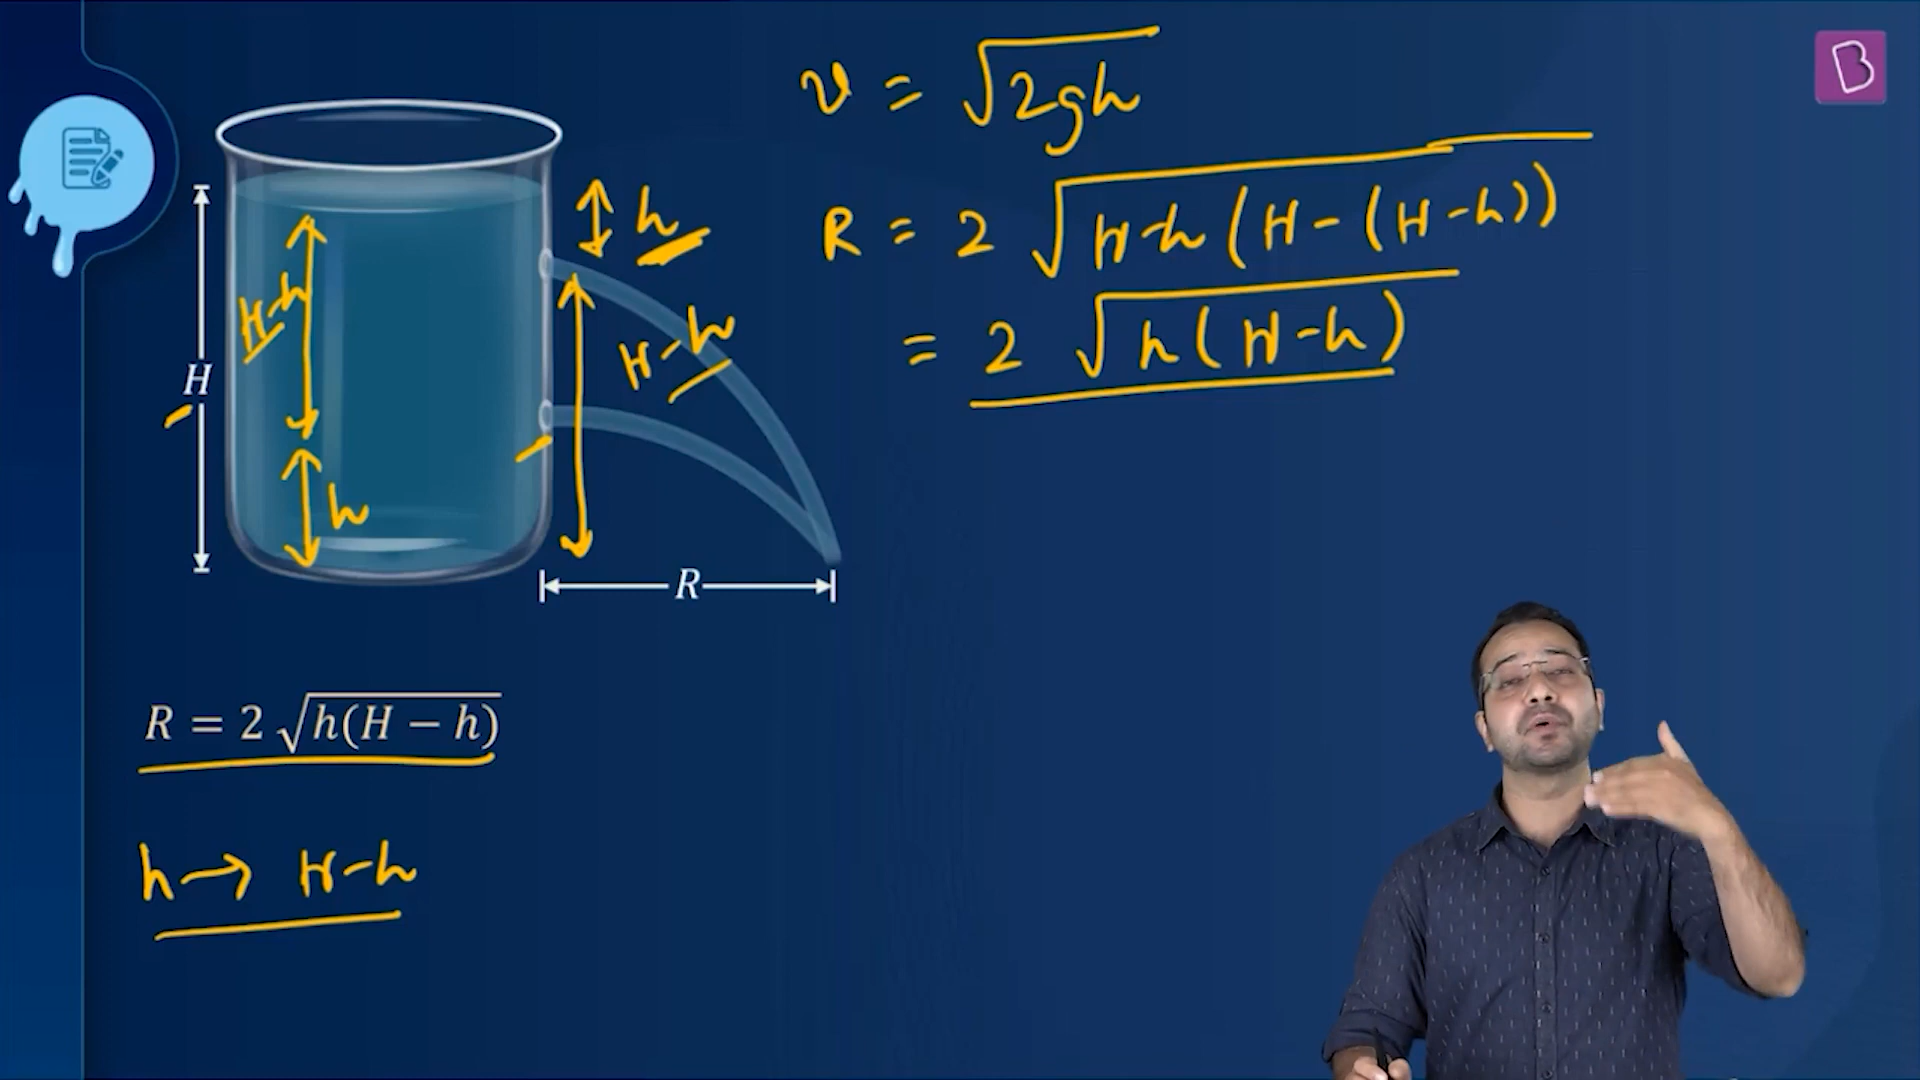 v = √2gh
R = 2 √H-h (H-(H-h))
= 2 √h(H-h)
h
H-h
H-h
H
h
R
R = 2 √h(H − h)
h → H-h
B